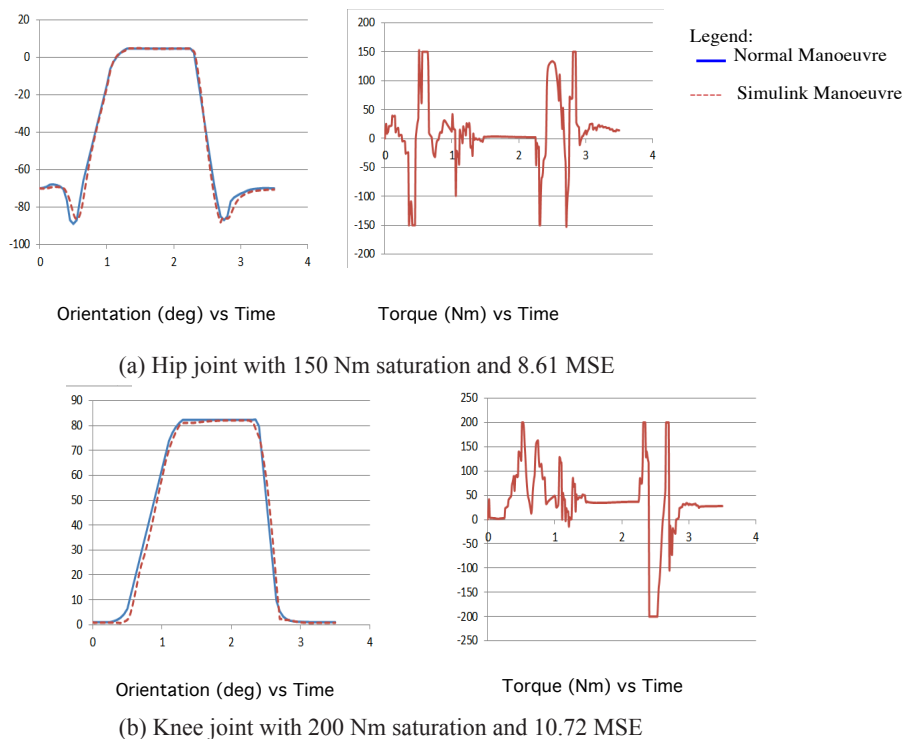 20
0
-20
-40
-60
-80
-100
0 1 2 3 4
200
150
100
50
0
-50
-100
-150
-200
0 1 2 3 4
Legend:
Normal Manoeuvre
Simulink Manoeuvre
Orientation (deg) vs Time
Torque (Nm) vs Time
(a) Hip joint with 150 Nm saturation and 8.61 MSE
90
80
70
60
50
40
30
20
10
0
0 1 2 3 4
250
200
150
100
50
0
-50
-100
-150
-200
-250
0 1 2 3 4
Orientation (deg) vs Time
Torque (Nm) vs Time
(b) Knee joint with 200 Nm saturation and 10.72 MSE